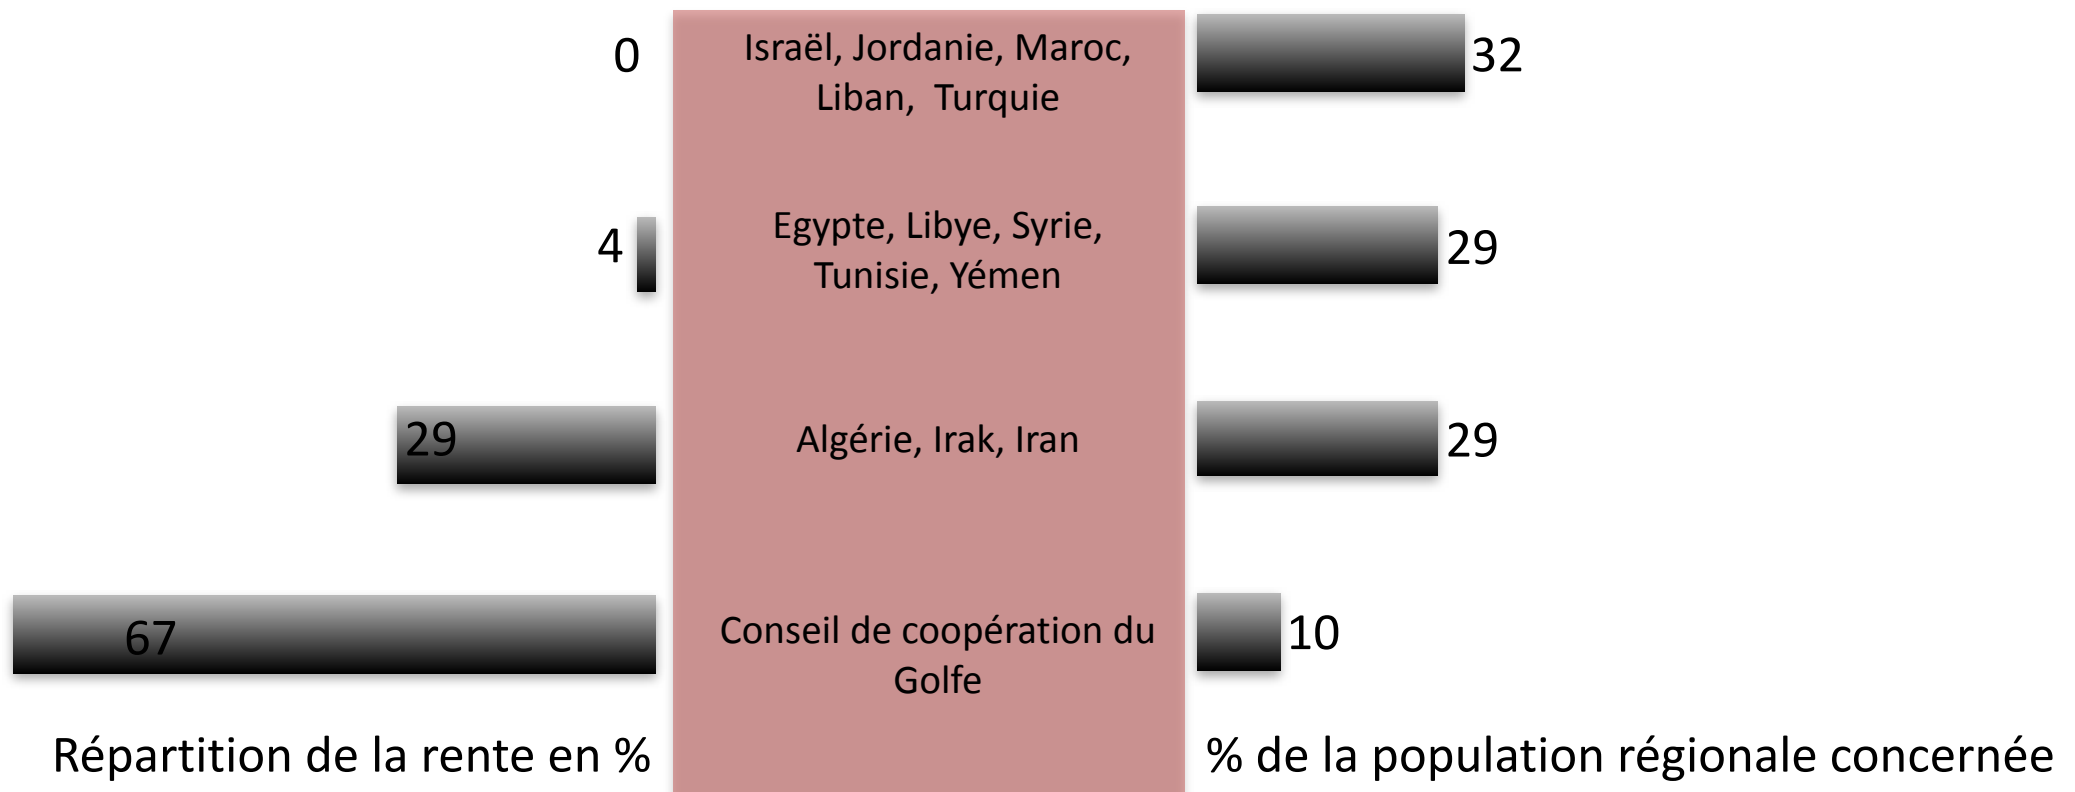 0
Israël, Jordanie, Maroc,
Liban, Turquie
32
4
Egypte, Libye, Syrie,
Tunisie, Yémen
29
29
Algérie, Irak, Iran
29
67
Conseil de coopération du
Golfe
10
Répartition de la rente en %
% de la population régionale concernée